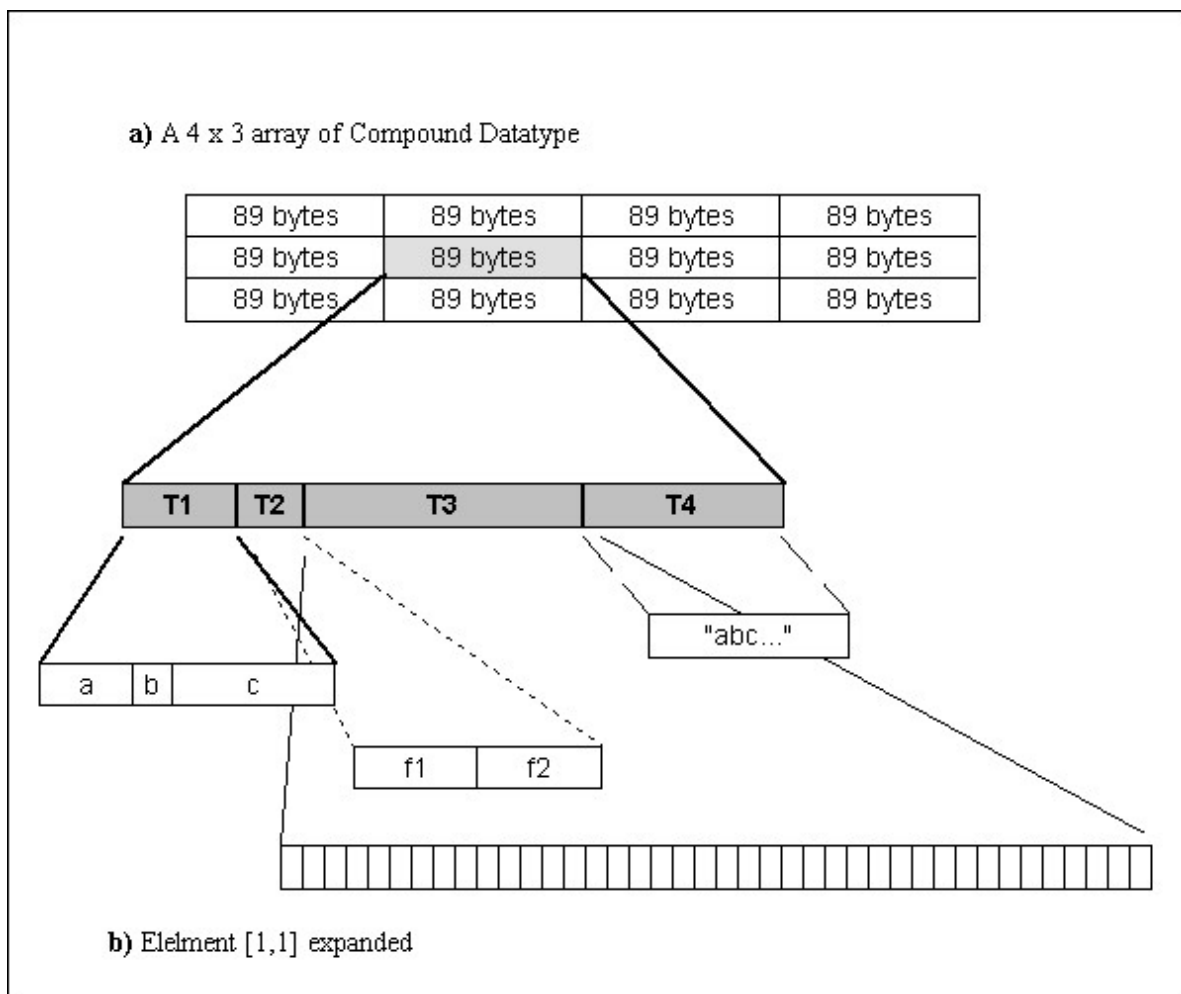 a) A 4 x 3 array of Compound Datatype
89 bytes 89 bytes 89 bytes 89 bytes
89 bytes 89 bytes 89 bytes 89 bytes
89 bytes 89 bytes 89 bytes 89 bytes
T1 T2 T3 T4
"abc..."
a b c
f1 f2
b) Elelment [1,1] expanded